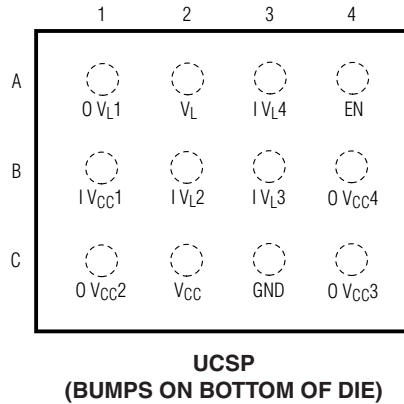 1 2 3 4
A
O VL1 VL I VL4 EN
B
I VCC1 I VL2 I VL3 O VCC4
C
O VCC2 VCC GND O VCC3
UCSP
(BUMPS ON BOTTOM OF DIE)